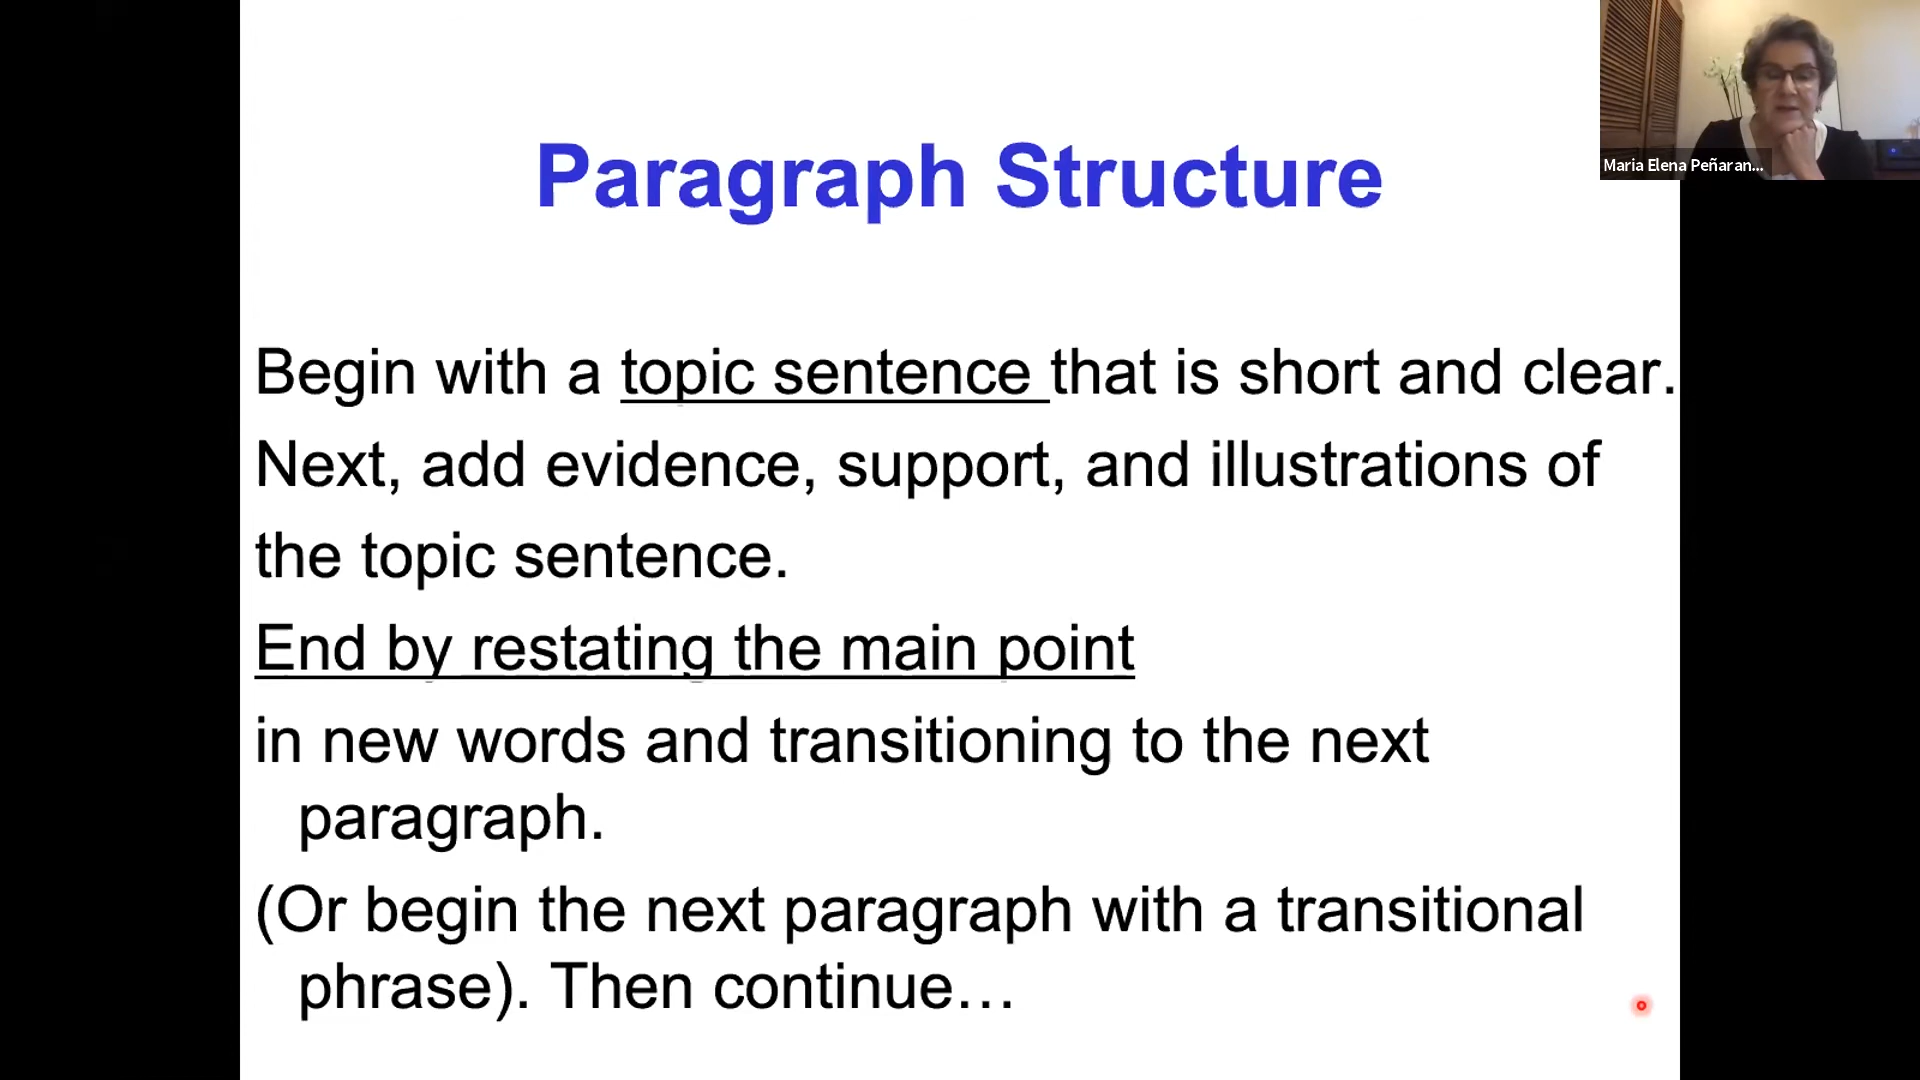 Paragraph Structure
Maria Elena Peñaran...
Begin with a topic sentence that is short and clear.
Next, add evidence, support, and illustrations of
the topic sentence.
End by restating the main point
in new words and transitioning to the next
paragraph.
(Or begin the next paragraph with a transitional
phrase). Then continue…